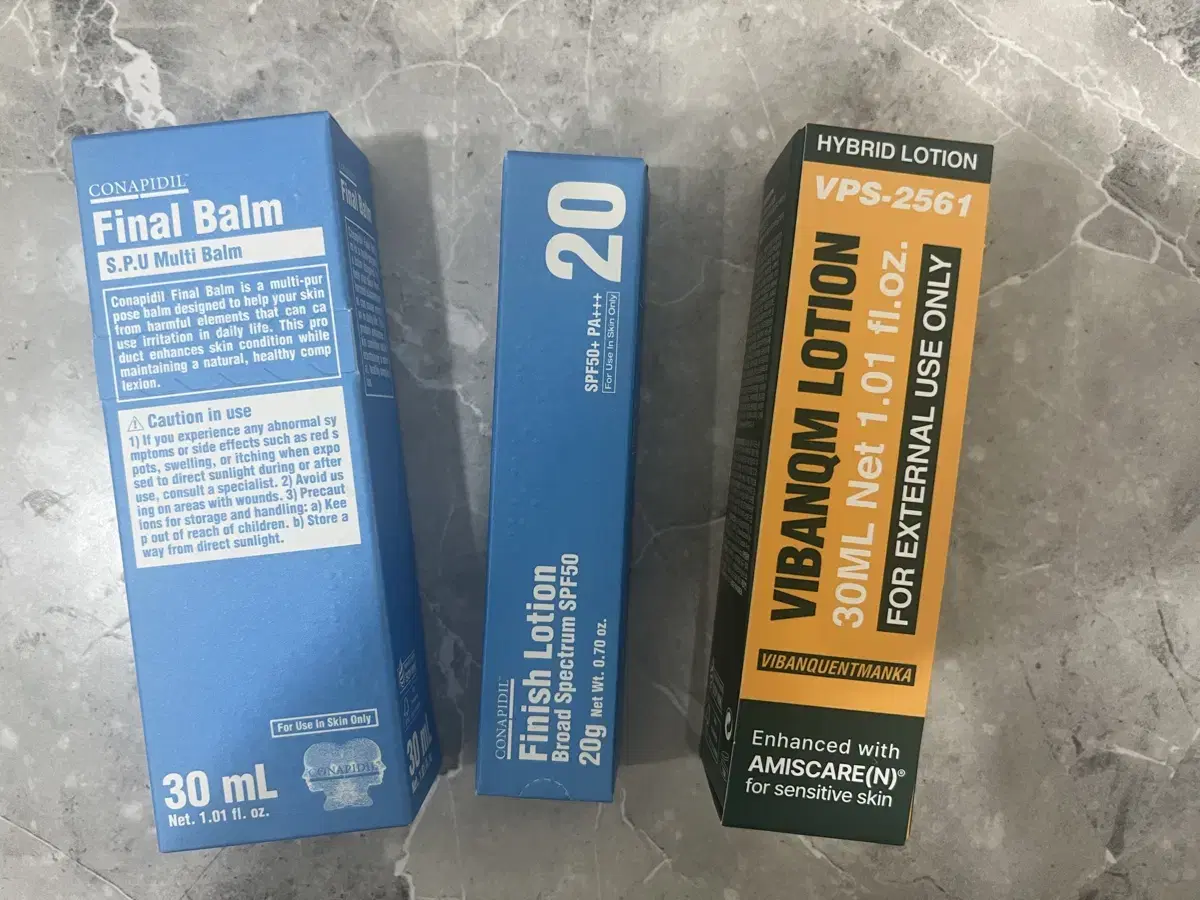 CONAPIDIL™
Final Balm
S.P.U Multi Balm
Conapidil Final Balm is a multi-pur
pose balm designed to help your skin
from harmful elements that can ca
use irritation in daily life. This pro
duct enhances skin condition while
maintaining a natural, healthy comp
lexion.
⚠ Caution in use
1) If you experience any abnormal sy
mptoms or side effects such as red s
pots, swelling, or itching when expo
sed to direct sunlight during or after
use, consult a specialist. 2) Avoid us
ing on areas with wounds. 3) Precaut
ions for storage and handling: a) Kee
p out of reach of children. b) Store a
way from direct sunlight.
For Use In Skin Only
CONAPIDIL
30 mL
Net. 1.01 fl. oz.
Final Balm
30 mL
20
SPF50+ PA+++
For Use In Skin Only
CONAPIDIL™
Finish Lotion
Broad Spectrum SPF50
20g Net Wt. 0.70 oz.
HYBRID LOTION
VPS-2561
VIBANQM LOTION
30ML Net 1.01 fl.oz.
FOR EXTERNAL USE ONLY
VIBANQUENTMANKA
Enhanced with
AMISCARE(N)®
for sensitive skin